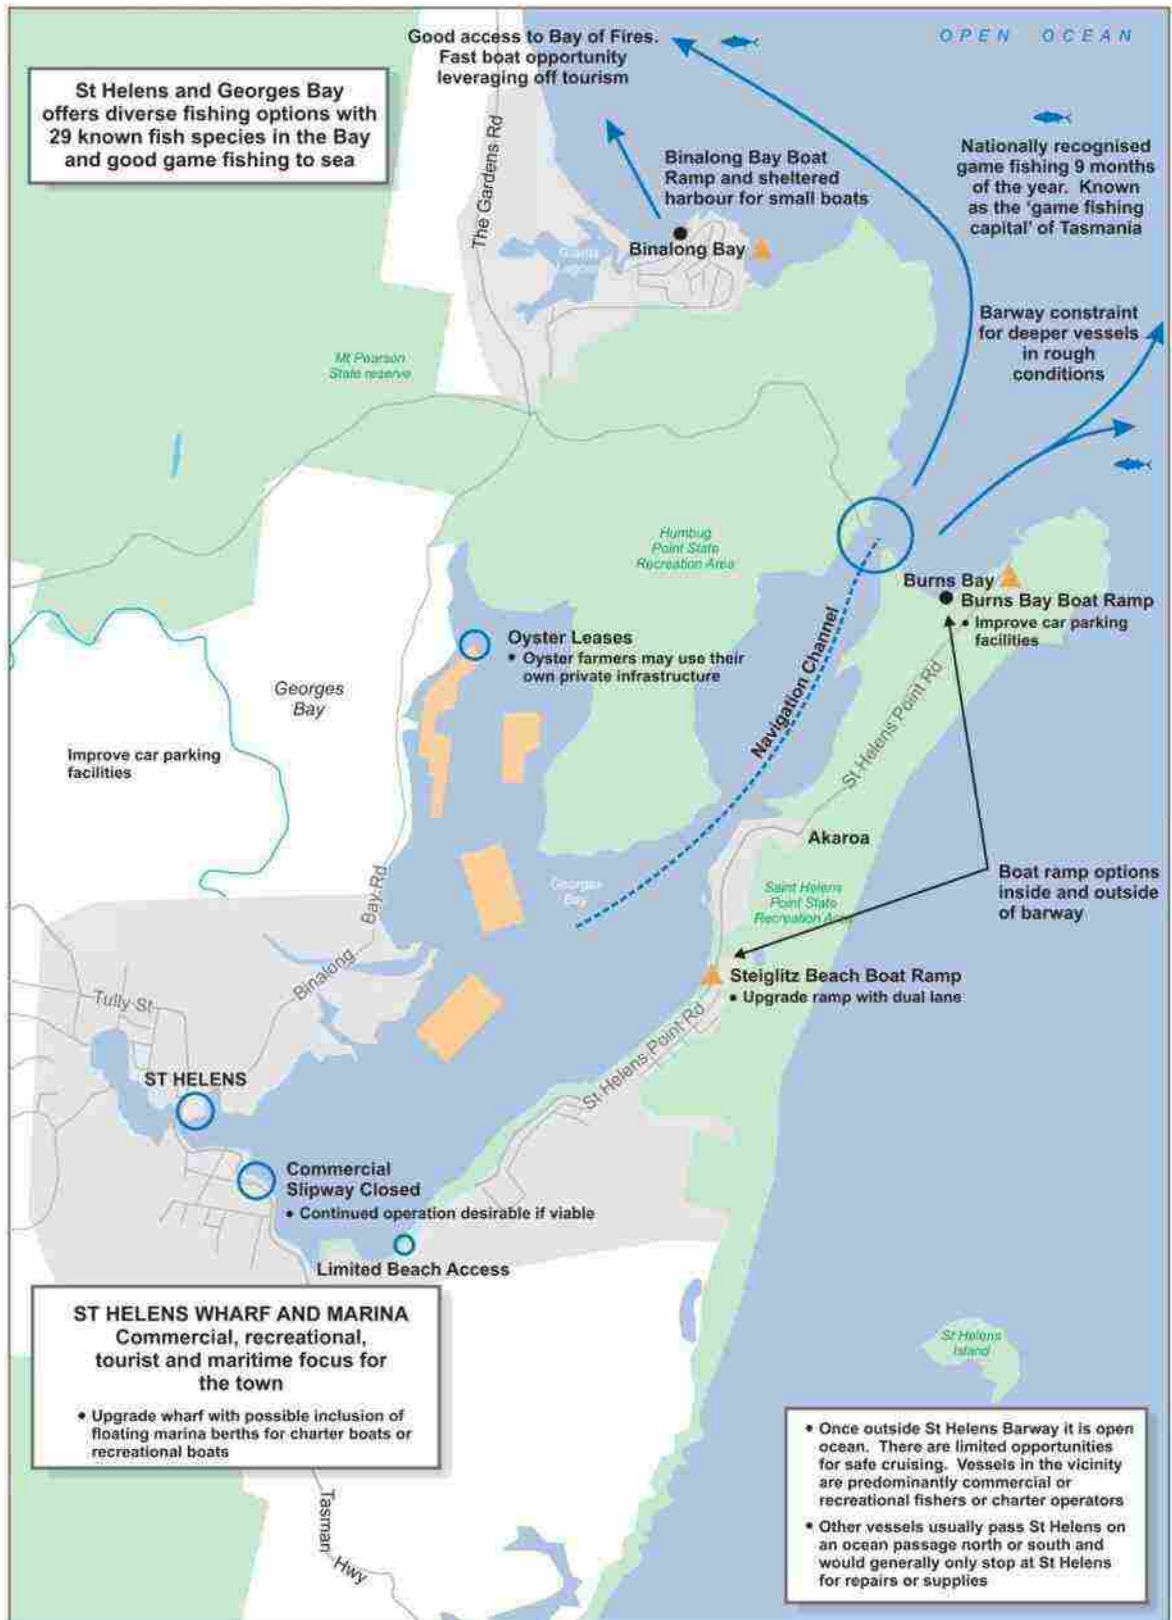 Good access to Bay of Fires.
Fast boat opportunity
leveraging off tourism
OPEN OCEAN
St Helens and Georges Bay
offers diverse fishing options with
29 known fish species in the Bay
and good game fishing to sea
The Gardens Rd
Binalong Bay Boat
Ramp and sheltered
harbour for small boats
Nationally recognised
game fishing 9 months
of the year. Known
as the ‘game fishing
capital’ of Tasmania
Binalong Bay
Lagoon
Barway constraint
for deeper vessels
in rough
conditions
Mt Pearson
State reserve
Humbug
Point State
Recreation Area
Burns Bay
Burns Bay Boat Ramp
• Improve car parking
facilities
Oyster Leases
• Oyster farmers may use their
own private infrastructure
Navigation Channel
Georges
Bay
St Helens Point Rd
Improve car parking
facilities
Akaroa
Boat ramp options
inside and outside
of barway
Georges
Bay
Saint Helens
Point State
Recreation Area
Binalong Bay Rd
Steiglitz Beach Boat Ramp
• Upgrade ramp with dual lane
Tully St
St Helens Point Rd
ST HELENS
Commercial
Slipway Closed
• Continued operation desirable if viable
Limited Beach Access
ST HELENS WHARF AND MARINA
Commercial, recreational,
tourist and maritime focus for
the town
• Upgrade wharf with possible inclusion of
floating marina berths for charter boats or
recreational boats
St Helens
Island
Tasman Hwy
• Once outside St Helens Barway it is open
ocean. There are limited opportunities
for safe cruising. Vessels in the vicinity
are predominantly commercial or
recreational fishers or charter operators
• Other vessels usually pass St Helens on
an ocean passage north or south and
would generally only stop at St Helens
for repairs or supplies